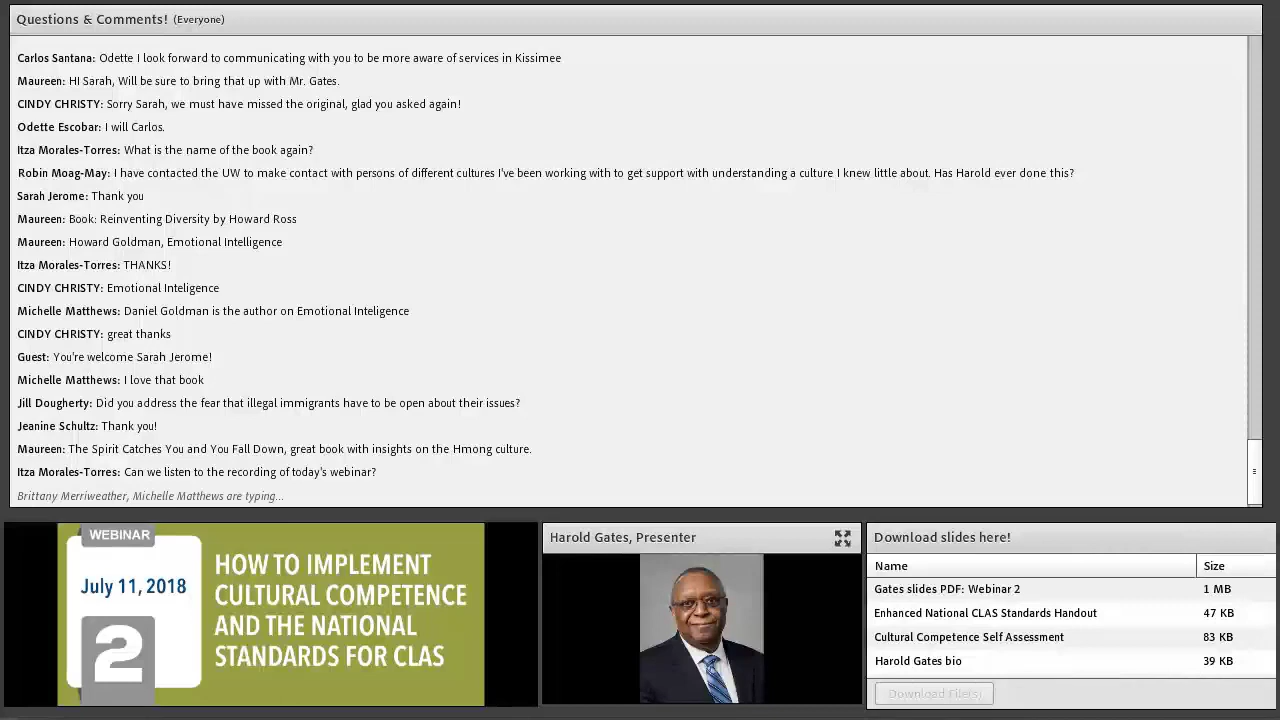 Questions & Comments! (Everyone)
Carlos Santana: Odette I look forward to communicating with you to be more aware of services in Kissimee
Maureen: HI Sarah, Will be sure to bring that up with Mr. Gates.
CINDY CHRISTY: Sorry Sarah, we must have missed the original, glad you asked again!
Odette Escobar: I will Carlos.
Itza Morales-Torres: What is the name of the book again?
Robin Moag-May: I have contacted the UW to make contact with persons of different cultures I've been working with to get support with understanding a culture I knew little about. Has Harold ever done this?
Sarah Jerome: Thank you
Maureen: Book: Reinventing Diversity by Howard Ross
Maureen: Howard Goldman, Emotional Intelligence
Itza Morales-Torres: THANKS!
CINDY CHRISTY: Emotional Inteligence
Michelle Matthews: Daniel Goldman is the author on Emotional Inteligence
CINDY CHRISTY: great thanks
Guest: You're welcome Sarah Jerome!
Michelle Matthews: I love that book
Jill Dougherty: Did you address the fear that illegal immigrants have to be open about their issues?
Jeanine Schultz: Thank you!
Maureen: The Spirit Catches You and You Fall Down, great book with insights on the Hmong culture.
Itza Morales-Torres: Can we listen to the recording of today's webinar?
Brittany Merriweather, Michelle Matthews are typing...
WEBINAR
July 11, 2018
2
HOW TO IMPLEMENT
CULTURAL COMPETENCE
AND THE NATIONAL
STANDARDS FOR CLAS
Harold Gates, Presenter
Download slides here!
Name Size
Gates slides PDF: Webinar 2 1 MB
Enhanced National CLAS Standards Handout 47 KB
Cultural Competence Self Assessment 83 KB
Harold Gates bio 39 KB
Download File(s)